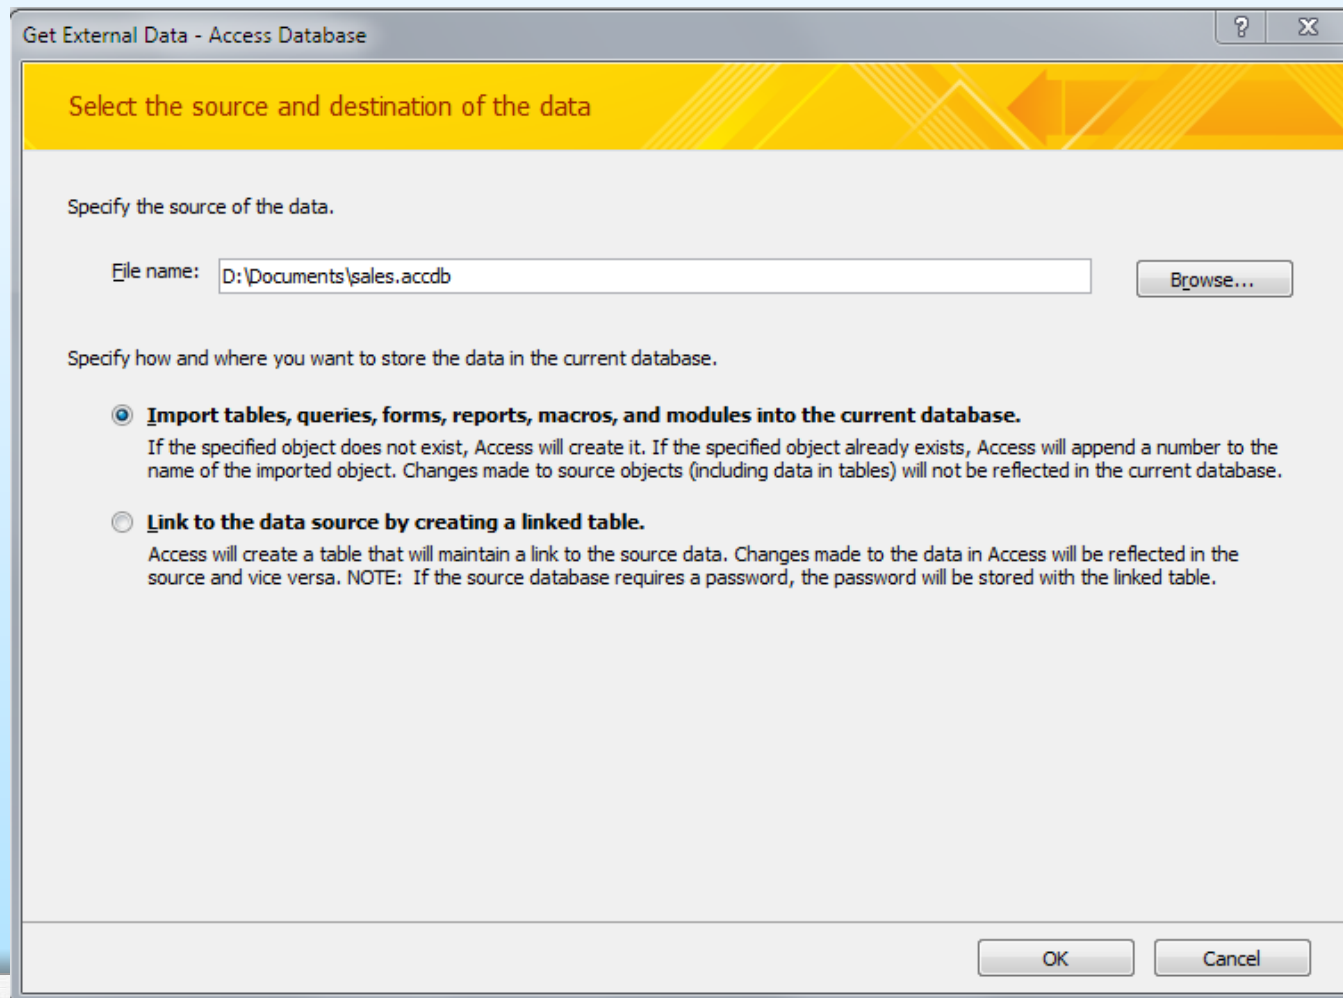 Get External Data - Access Database
Select the source and destination of the data
Specify the source of the data.
File name: D:\Documents\sales.accdb Browse...
Specify how and where you want to store the data in the current database.
Import tables, queries, forms, reports, macros, and modules into the current database.
If the specified object does not exist, Access will create it. If the specified object already exists, Access will append a number to the
name of the imported object. Changes made to source objects (including data in tables) will not be reflected in the current database.
Link to the data source by creating a linked table.
Access will create a table that will maintain a link to the source data. Changes made to the data in Access will be reflected in the
source and vice versa. NOTE: If the source database requires a password, the password will be stored with the linked table.
OK Cancel